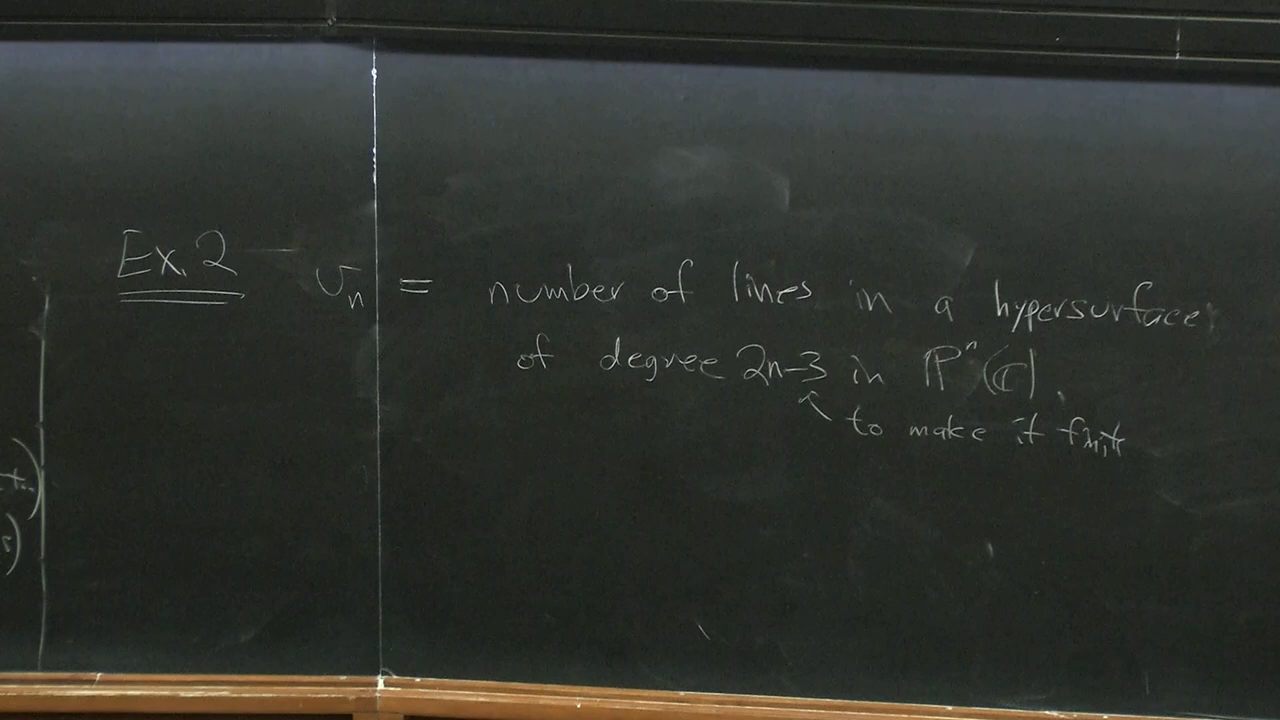 Ex. 2 — v_n = number of lines in a hypersurface
of degree 2n-3 in ℙ^n(ℂ).
to make it finite